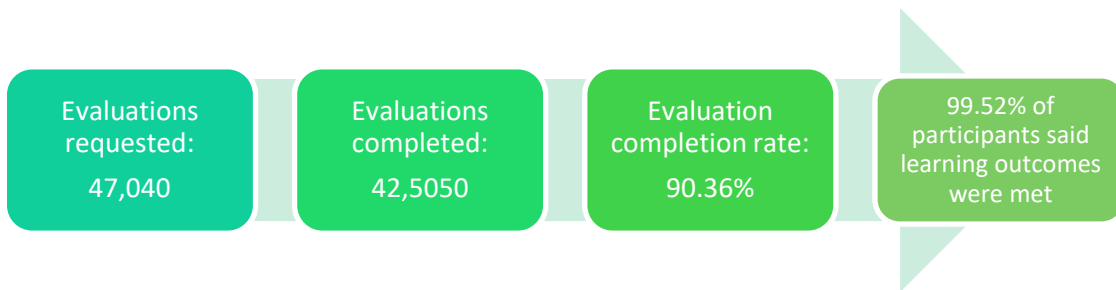 Evaluations
requested:
47,040
Evaluations
completed:
42,5050
Evaluation
completion rate:
90.36%
99.52% of
participants said
learning outcomes
were met